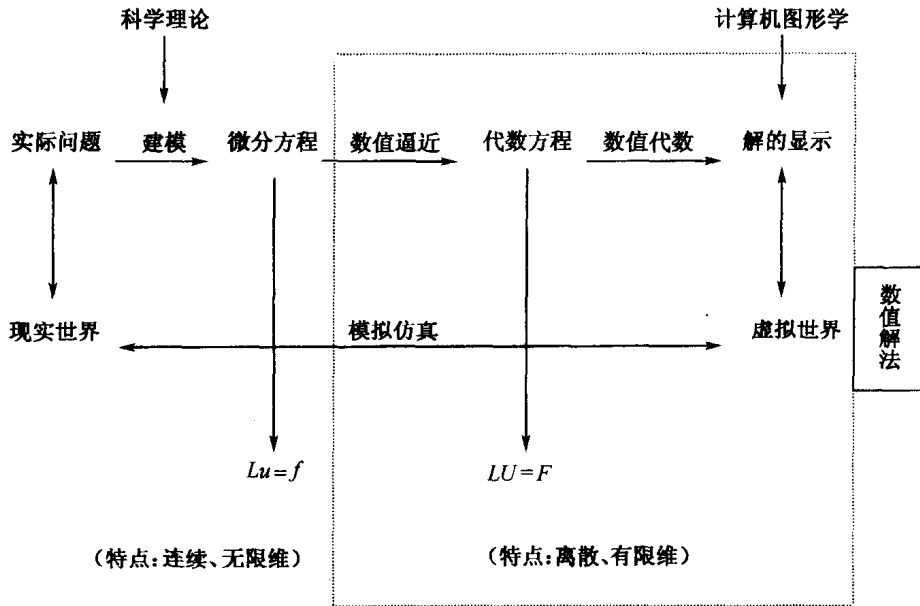 科学理论
计算机图形学
实际问题
建模
微分方程
数值逼近
代数方程
数值代数
解的显示
现实世界
模拟仿真
虚拟世界
数值解法
Lu=f
LU=F
(特点:连续、无限维)
(特点:离散、有限维)